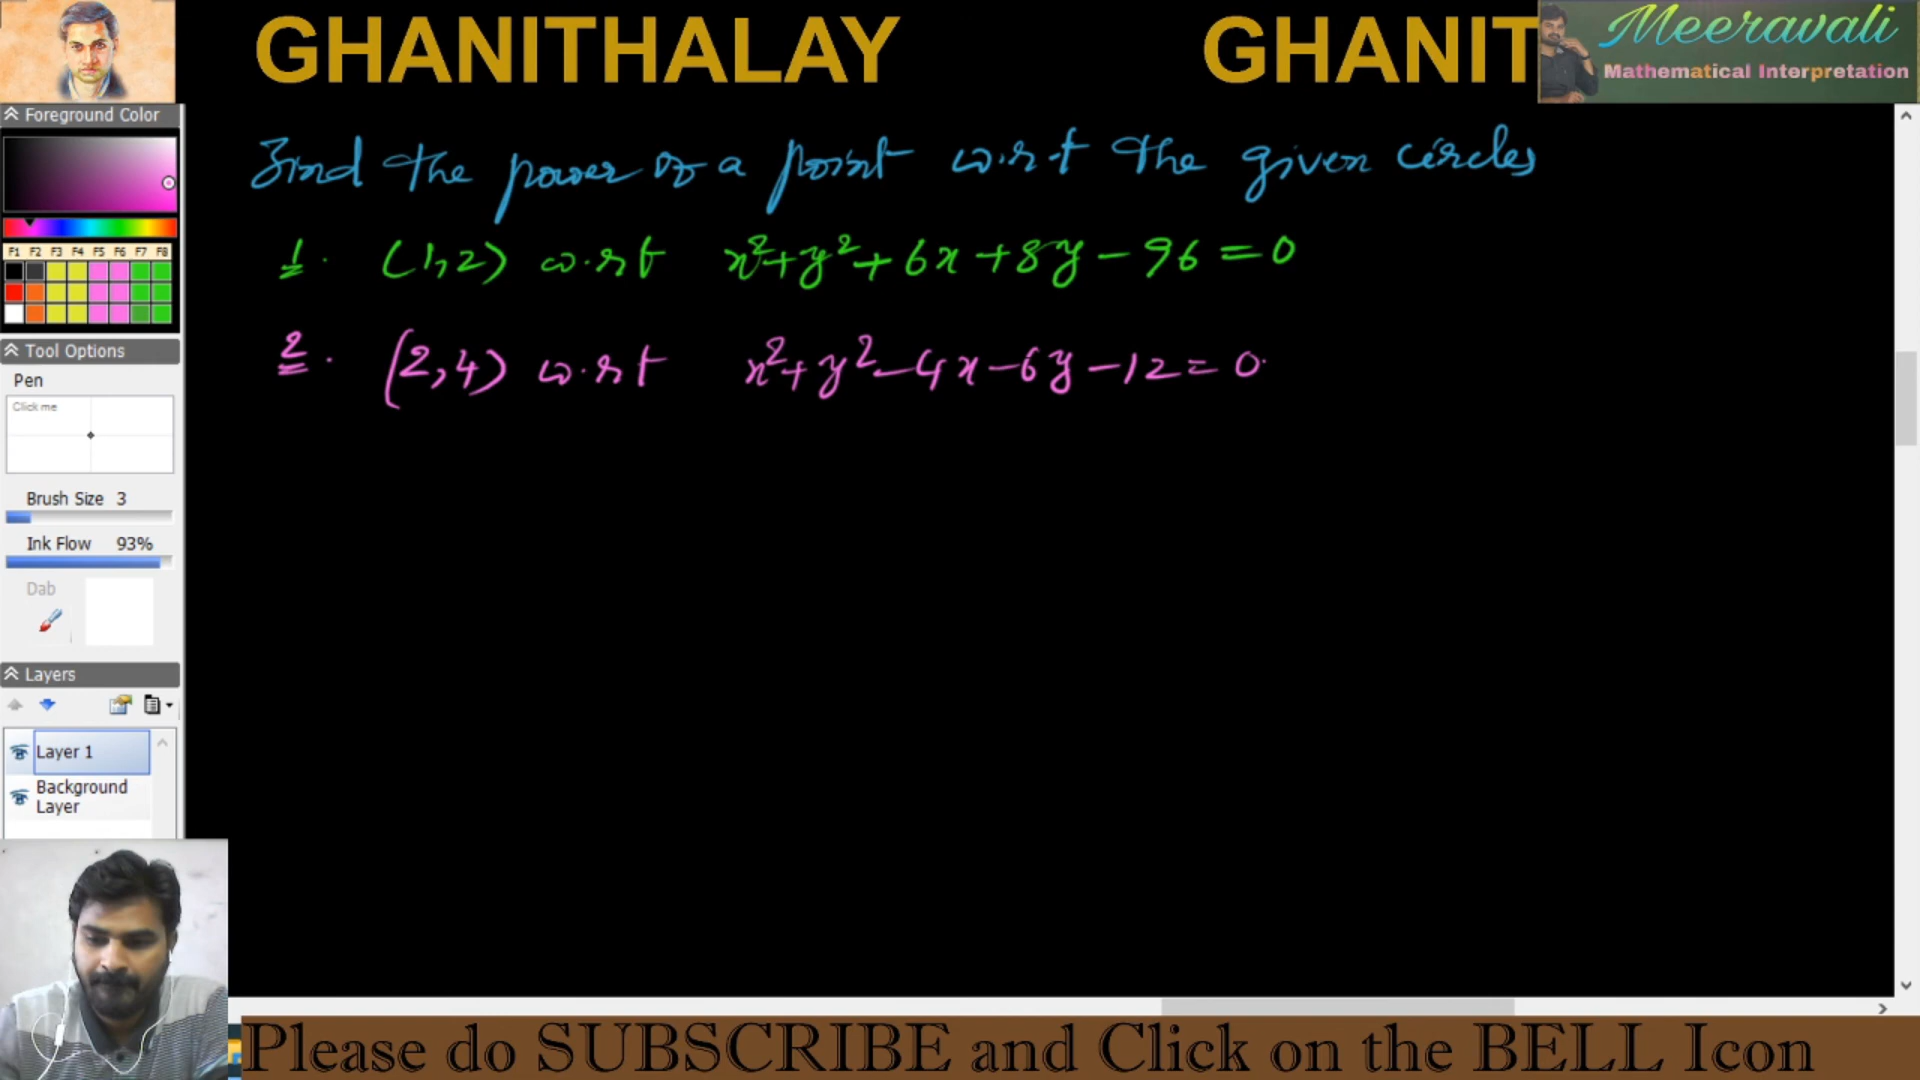 GHANITHALAY GHANIT
Meeravali
Mathematical Interpretation
Foreground Color
F1 F2 F3 F4 F5 F6 F7 F8
Tool Options
Pen
Click me
Brush Size 3
Ink Flow 93%
Dab
Layers
Layer 1
Background
Layer
Find the power of a point w.r.t the given circles
1. (1,2) w.r.t x²+y²+6x+8y-96=0
2. (2,4) w.r.t x²+y²-4x-6y-12=0
Please do SUBSCRIBE and Click on the BELL Icon